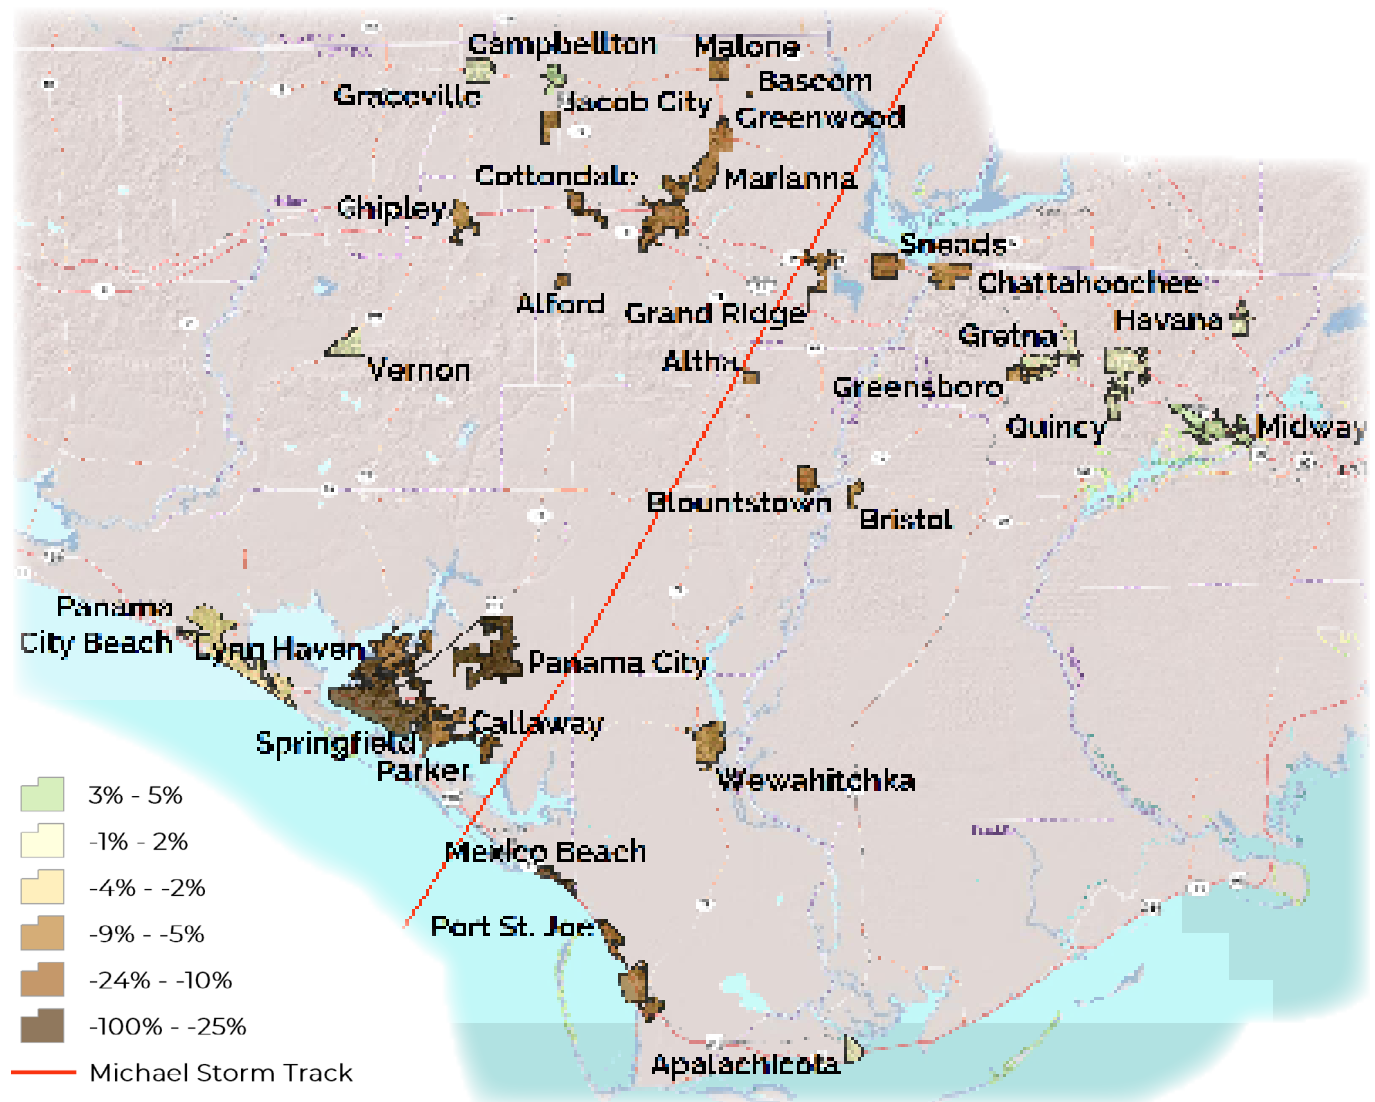 Campbellton
Malone
Bascom
Graceville
Jacob City
Greenwood
Cottondale
Marianna
Chipley
Sneads
Chattahoochee
Alford
Grand Ridge
Havana
Gretna
Vernon
Altha
Greensboro
Quincy
Midway
Blountstown
Bristol
Panama
City Beach
Lynn Haven
Panama City
Callaway
Springfield
Parker
Wewahitchka
Mexico Beach
Port St. Joe
Apalachicola
3% - 5%
-1% - 2%
-4% - -2%
-9% - -5%
-24% - -10%
-100% - -25%
Michael Storm Track